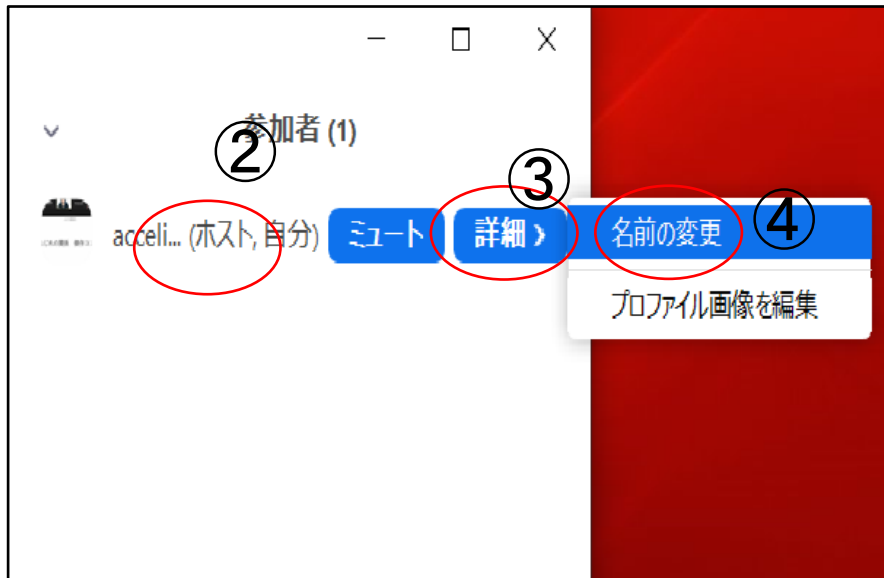 参加者 (1)
②
③
acceli... (ホスト, 自分) ミュート 詳細 > 名前の変更 ④
プロファイル画像を編集